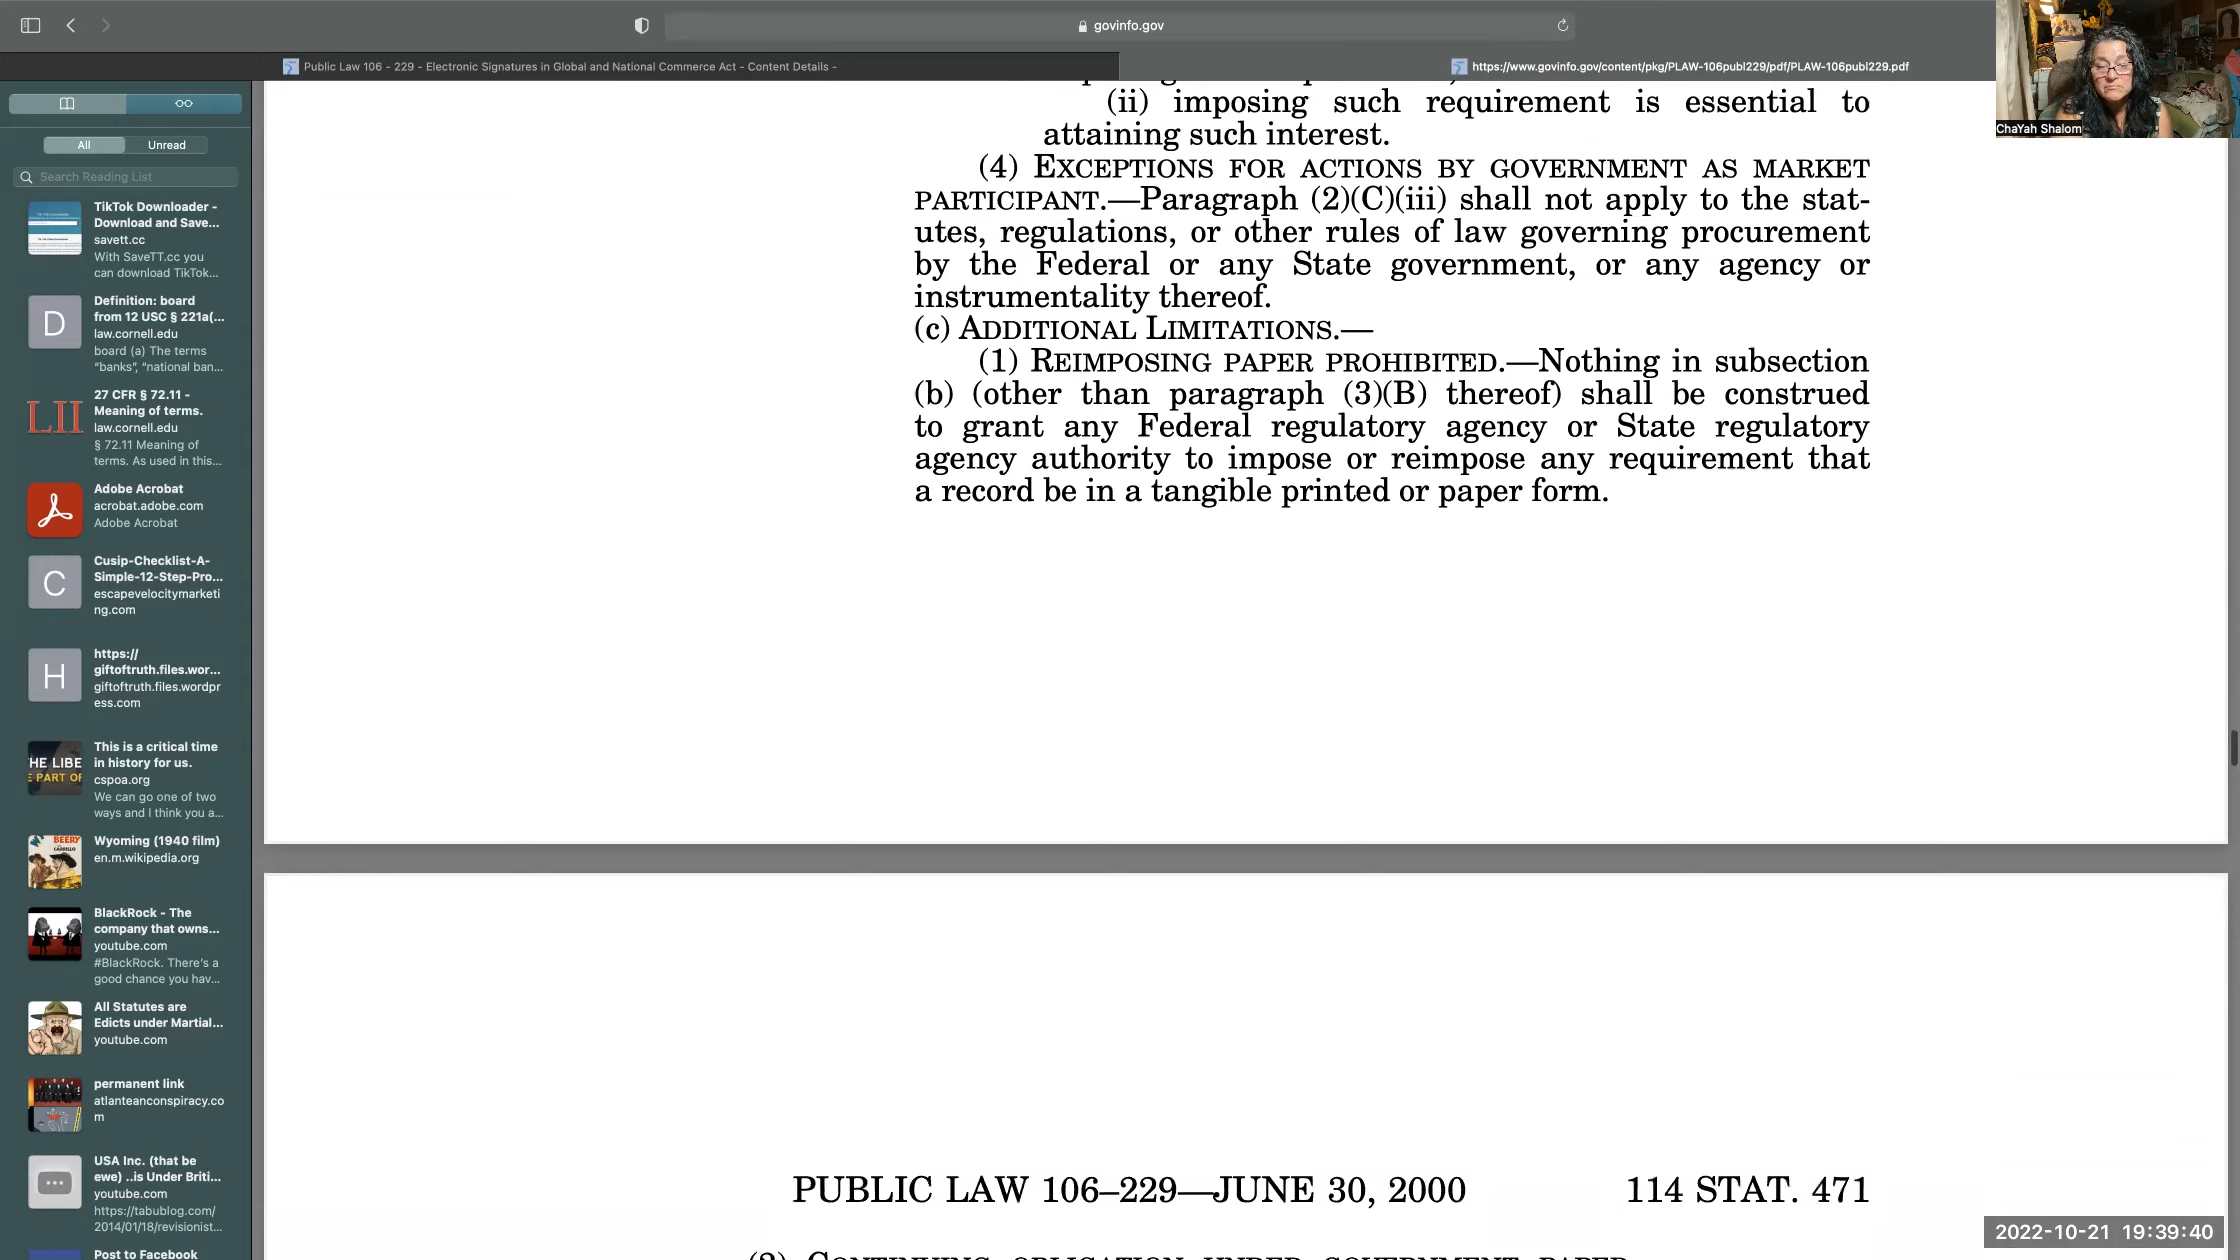 govinfo.gov
Public Law 106 - 229 - Electronic Signatures in Global and National Commerce Act - Content Details -
https://www.govinfo.gov/content/pkg/PLAW-106publ229/pdf/PLAW-106publ229.pdf
ChaYah Shalom
All
Unread
Search Reading List
TikTok Downloader -
Download and Save...
savett.cc
With SaveTT.cc you
can download TikTok...
D
Definition: board
from 12 USC § 221a(...
law.cornell.edu
board (a) The terms
“banks”, “national ban...
LII
27 CFR § 72.11 -
Meaning of terms.
law.cornell.edu
§ 72.11 Meaning of
terms. As used in this...
Adobe Acrobat
acrobat.adobe.com
Adobe Acrobat
C
Cusip-Checklist-A-
Simple-12-Step-Pro...
escapevelocitymarketi
ng.com
H
https://
giftoftruth.files.wor...
giftoftruth.files.wordpr
ess.com
HE LIBE
E PART OF
This is a critical time
in history for us.
cspoa.org
We can go one of two
ways and I think you a...
BEERY
Wyoming (1940 film)
en.m.wikipedia.org
BlackRock - The
company that owns...
youtube.com
#BlackRock. There's a
good chance you hav...
All Statutes are
Edicts under Martial...
youtube.com
permanent link
atlanteanconspiracy.co
m
USA Inc. (that be
ewe) ..is Under Briti...
youtube.com
https://tabublog.com/
2014/01/18/revisionist...
Post to Facebook
(ii) imposing such requirement is essential to
attaining such interest.
(4) EXCEPTIONS FOR ACTIONS BY GOVERNMENT AS MARKET
PARTICIPANT.—Paragraph (2)(C)(iii) shall not apply to the stat-
utes, regulations, or other rules of law governing procurement
by the Federal or any State government, or any agency or
instrumentality thereof.
(c) ADDITIONAL LIMITATIONS.—
(1) REIMPOSING PAPER PROHIBITED.—Nothing in subsection
(b) (other than paragraph (3)(B) thereof) shall be construed
to grant any Federal regulatory agency or State regulatory
agency authority to impose or reimpose any requirement that
a record be in a tangible printed or paper form.
PUBLIC LAW 106–229—JUNE 30, 2000 114 STAT. 471
(2) CONTINUING OBLIGATION UNDER GOVERNMENT PAPER
2022-10-21 19:39:40